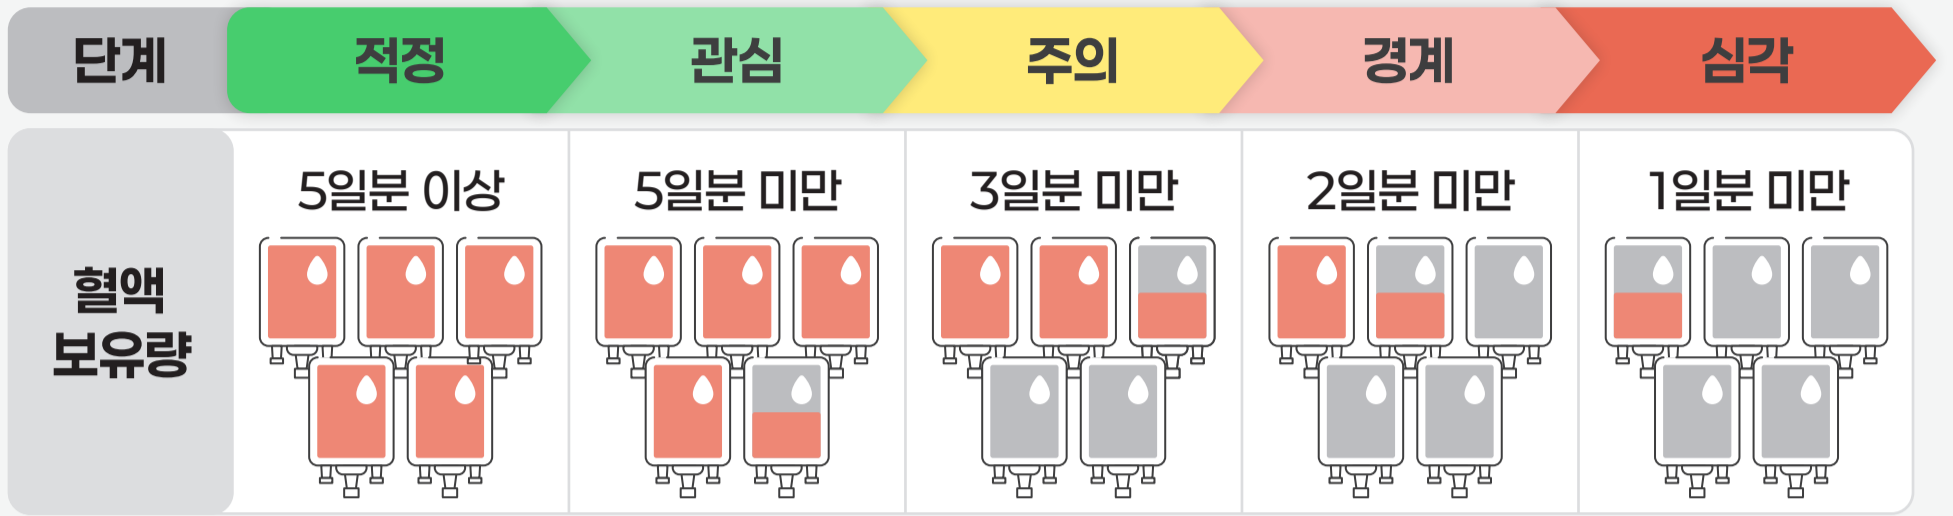 단계
적정
관심
주의
경계
심각
혈액
보유량
5일분 이상
5일분 미만
3일분 미만
2일분 미만
1일분 미만